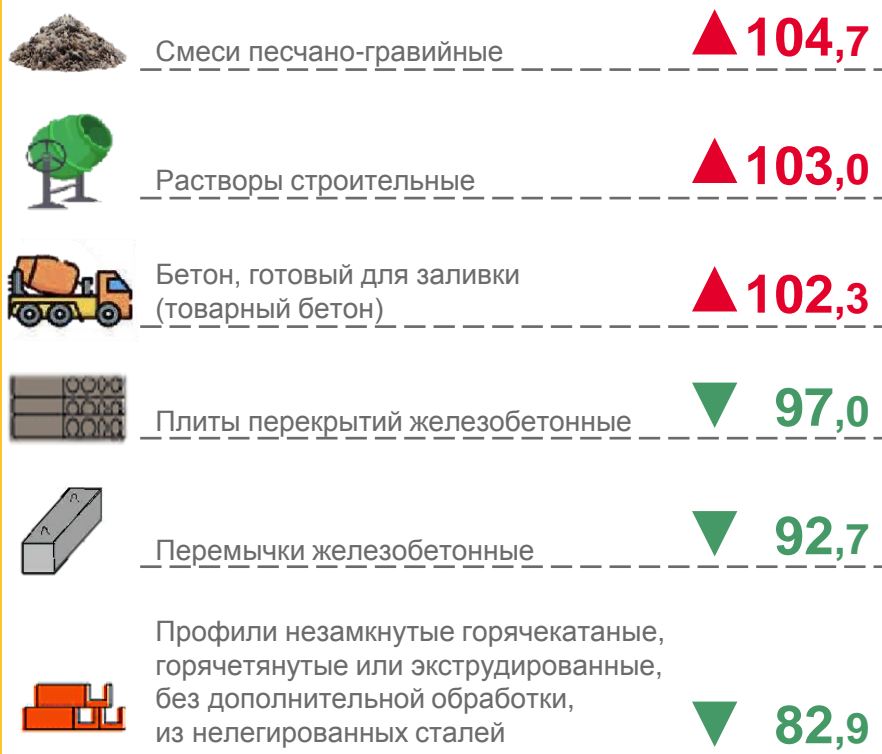 Смеси песчано-гравийные ▲104,7
Растворы строительные ▲103,0
Бетон, готовый для заливки
(товарный бетон) ▲102,3
Плиты перекрытий железобетонные ▼ 97,0
Перемычки железобетонные ▼ 92,7
Профили незамкнутые горячекатаные,
горячетянутые или экструдированные,
без дополнительной обработки,
из нелегированных сталей ▼ 82,9